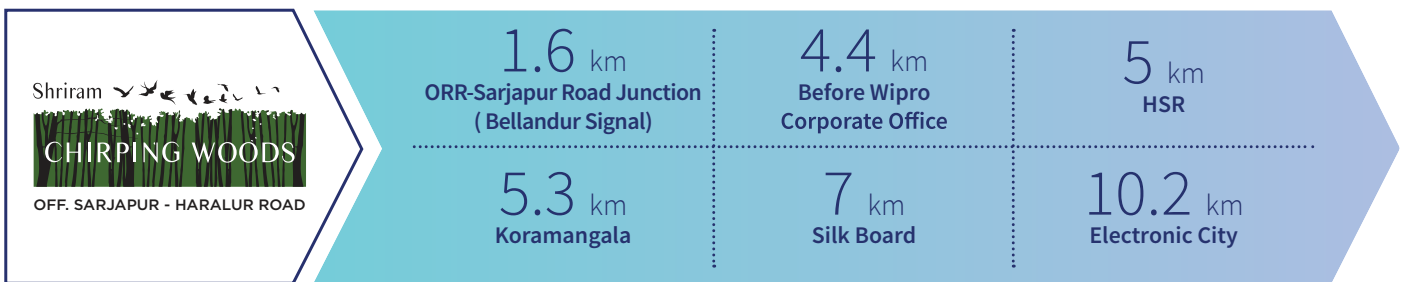 Shriram
CHIRPING WOODS
OFF. SARJAPUR - HARALUR ROAD
1.6 km
ORR-Sarjapur Road Junction
( Bellandur Signal)
4.4 km
Before Wipro
Corporate Office
5 km
HSR
5.3 km
Koramangala
7 km
Silk Board
10.2 km
Electronic City